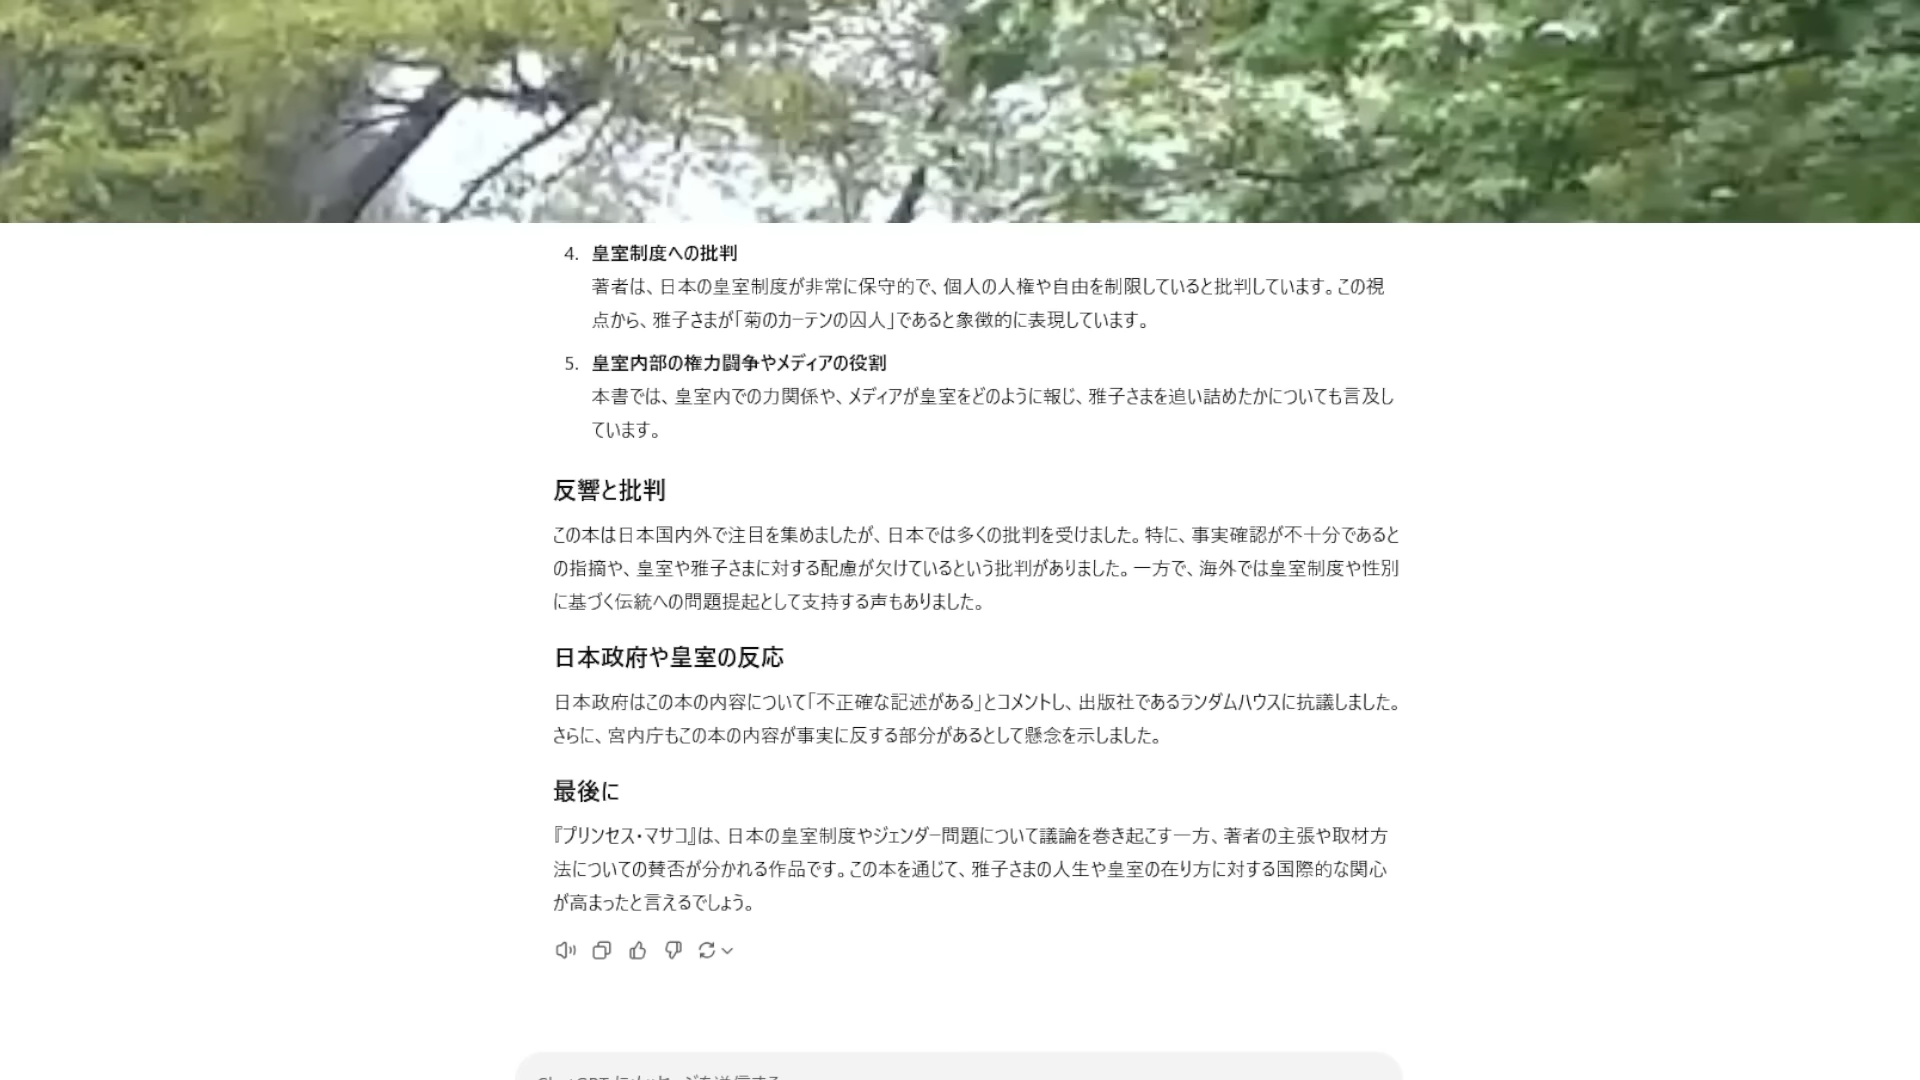 4. 皇室制度への批判
著者は、日本の皇室制度が非常に保守的で、個人の人権や自由を制限していると批判しています。この視
点から、雅子さまが「菊のカーテンの囚人」であると象徴的に表現しています。
5. 皇室内部の権力闘争やメディアの役割
本書では、皇室内での力関係や、メディアが皇室をどのように報じ、雅子さまを追い詰めたかについても言及し
ています。
反響と批判
この本は日本国内外で注目を集めましたが、日本では多くの批判を受けました。特に、事実確認が不十分であると
の指摘や、皇室や雅子さまに対する配慮が欠けているという批判がありました。一方で、海外では皇室制度や性別
に基づく伝統への問題提起として支持する声もありました。
日本政府や皇室の反応
日本政府はこの本の内容について「不正確な記述がある」とコメントし、出版社であるランダムハウスに抗議しました。
さらに、宮内庁もこの本の内容が事実に反する部分があるとして懸念を示しました。
最後に
『プリンセス・マサコ』は、日本の皇室制度やジェンダー問題について議論を巻き起こす一方、著者の主張や取材方
法についての賛否が分かれる作品です。この本を通じて、雅子さまの人生や皇室の在り方に対する国際的な関心
が高まったと言えるでしょう。